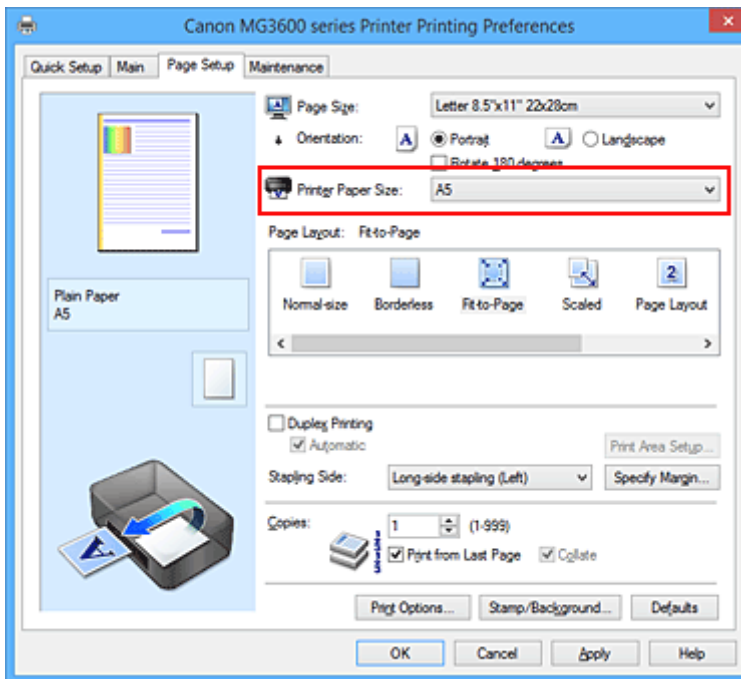 Canon MG3600 series Printer Printing Preferences
Quick Setup Main Page Setup Maintenance
Page Size: Letter 8.5"x11" 22x28cm
Orientation: A Portrait A Landscape
Rotate 180 degrees
Printer Paper Size: A5
Page Layout: Fit-to-Page
Normal-size Borderless Fit-to-Page Scaled 2 Page Layout
Plain Paper
A5
Duplex Printing
Automatic
Print Area Setup...
Stapling Side: Long-side stapling (Left) Specify Margin...
Copies: 1 (1-999)
Print from Last Page Collate
Print Options... Stamp/Background... Defaults
OK Cancel Apply Help